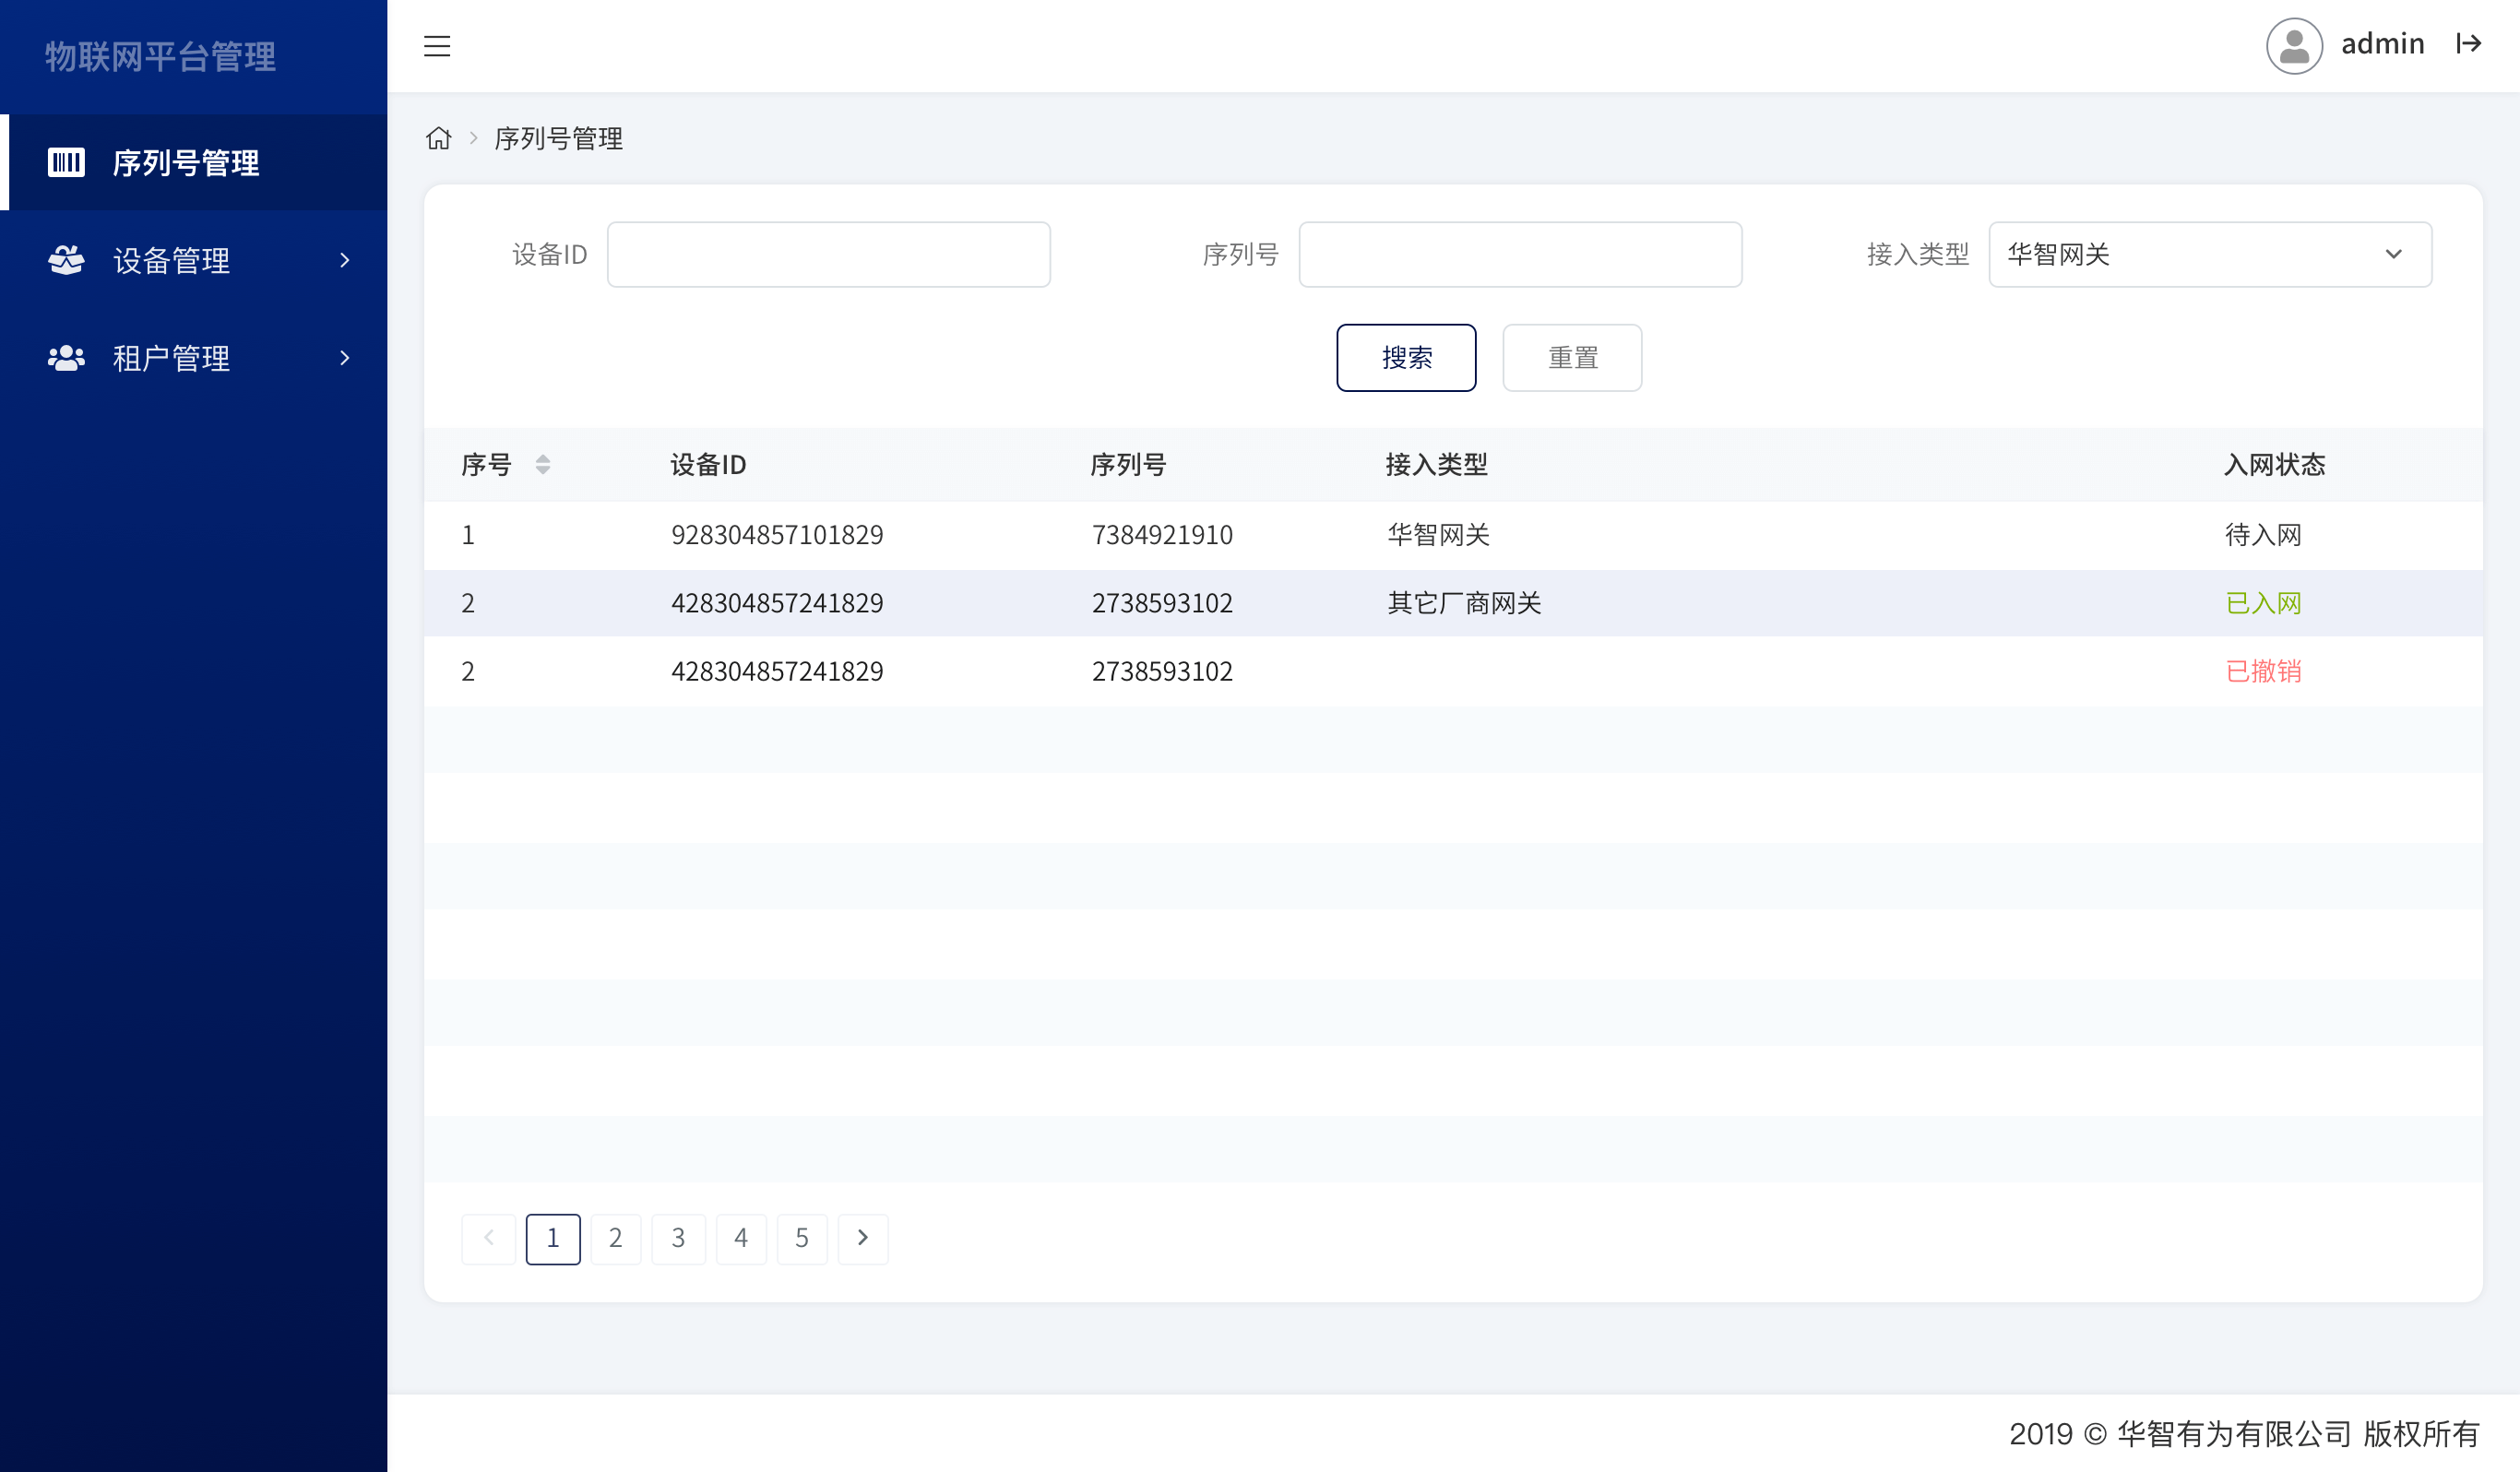 物联网平台管理
序列号管理
设备管理
租户管理
admin
序列号管理
设备ID
序列号
接入类型 华智网关
搜索 重置
序号 设备ID 序列号 接入类型 入网状态
1 928304857101829 7384921910 华智网关 待入网
2 428304857241829 2738593102 其它厂商网关 已入网
2 428304857241829 2738593102 已撤销
1 2 3 4 5
2019 © 华智有为有限公司 版权所有